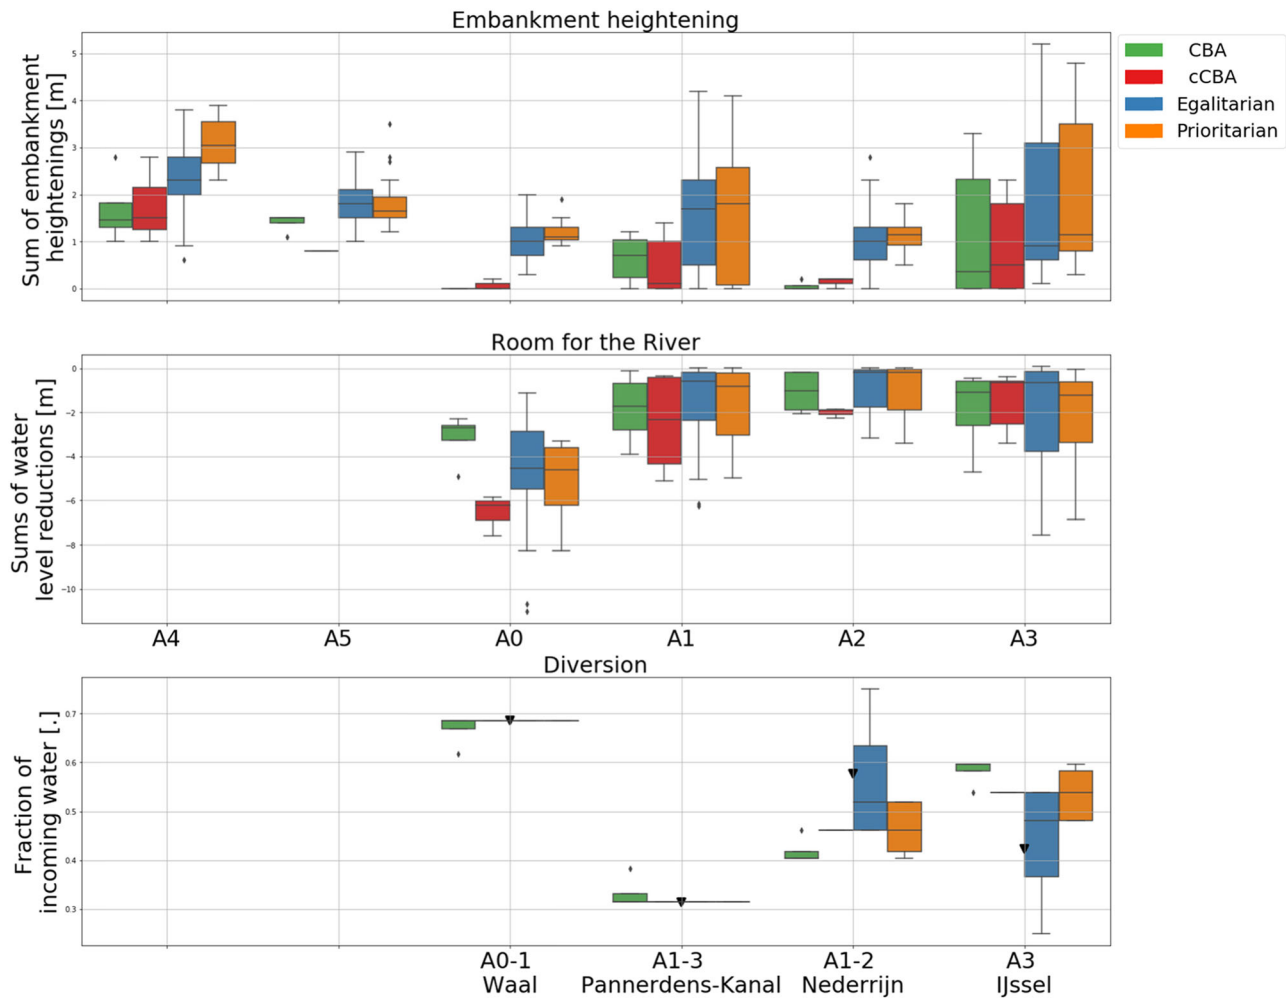 Embankment heightening
Sum of embankment
heightenings [m]
5
4
3
2
1
0
CBA
cCBA
Egalitarian
Prioritarian
Room for the River
Sums of water
level reductions [m]
0
−2
−4
−6
−8
−10
A4 A5 A0 A1 A2 A3
Diversion
Fraction of
incoming water [.]
0.7
0.6
0.5
0.4
0.3
A0-1 A1-3 A1-2 A3
Waal Pannerdens-Kanal Nederrijn IJssel